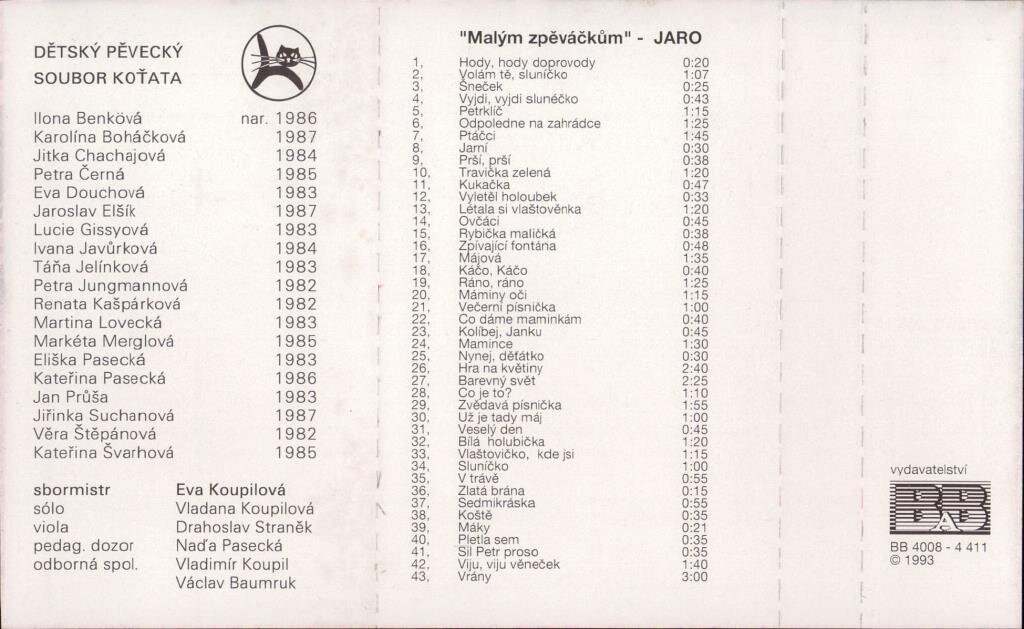 DĚTSKÝ PĚVECKÝ
SOUBOR KOŤATA
Ilona Benkövá nar. 1986
Karolína Boháčková 1987
Jitka Chachajová 1984
Petra Černá 1985
Eva Douchová 1983
Jaroslav Elšík 1987
Lucie Gissyová 1983
Ivana Javůrková 1984
Táňa Jelínková 1983
Petra Jungmannová 1982
Renata Kašpárková 1982
Martina Lovecká 1983
Markéta Merglová 1985
Eliška Pasecká 1983
Kateřina Pasecká 1986
Jan Průša 1983
Jiřinka Suchanová 1987
Věra Štěpánová 1982
Kateřina Švarhová 1985
sbormistr Eva Koupilová
sólo Vladana Koupilová
viola Drahoslav Straněk
pedag. dozor Naďa Pasecká
odborná spol. Vladimír Koupil
Václav Baumruk
"Malým zpěváčkům" - JARO
1, Hody, hody doprovody 0:20
2, Volám tě, sluníčko 1:07
3, Šneček 0:25
4, Vyjdi, vyjdi slunéčko 0:43
5, Petrklíč 1:15
6, Odpoledne na zahrádce 1:25
7, Ptáčci 1:45
8, Jarní 0:30
9, Prší, prší 0:38
10, Travička zelená 1:20
11, Kukačka 0:47
12, Vyletěl holoubek 0:33
13, Létala si vlaštověnka 1:20
14, Ovčáci 0:45
15, Rybička maličká 0:38
16, Zpívající fontána 0:48
17, Májová 1:35
18, Káčo, Káčo 0:40
19, Ráno, ráno 1:25
20, Máminy oči 1:15
21, Večerní písnička 1:00
22, Co dáme maminkám 0:40
23, Kolíbej, Janku 0:45
24, Mamince 1:30
25, Nynej, děťátko 0:30
26, Hra na květiny 2:40
27, Barevný svět 2:25
28, Co je to? 1:10
29, Zvědavá písnička 1:55
30, Už je tady máj 1:00
31, Veselý den 0:45
32, Bílá holubička 1:20
33, Vlaštovičko, kde jsi 1:15
34, Sluníčko 1:00
35, V trávě 0:55
36, Zlatá brána 0:15
37, Sedmikráska 0:55
38, Koště 0:35
39, Máky 0:21
40, Pletla sem 0:35
41, Sil Petr proso 0:35
42, Viju, viju věneček 1:40
43, Vrány 3:00
vydavatelství
BB 4008 - 4 411
© 1993